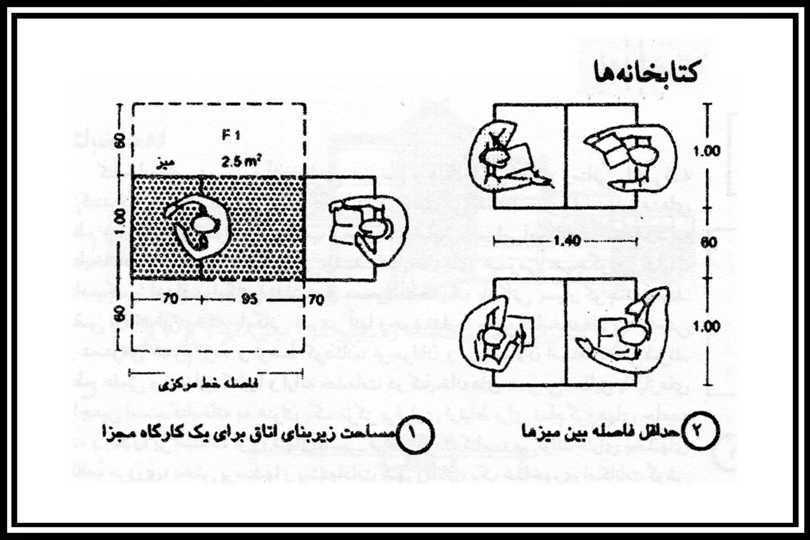 کتابخانه‌ها
F 1
2.5 m²
میز
60
1.00
60
70
95
70
فاصله خط مرکزی
۱ مساحت زیربنای اتاق برای یک کارگاه مجزا
1.00
1.40
60
1.00
۲ حداقل فاصله بین میزها